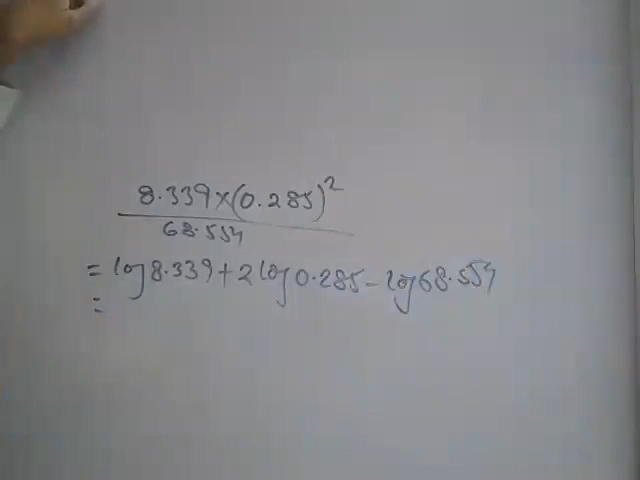 8.339×(0.285)²
68.554
= log 8.339 + 2 log 0.285 - log 68.554
=